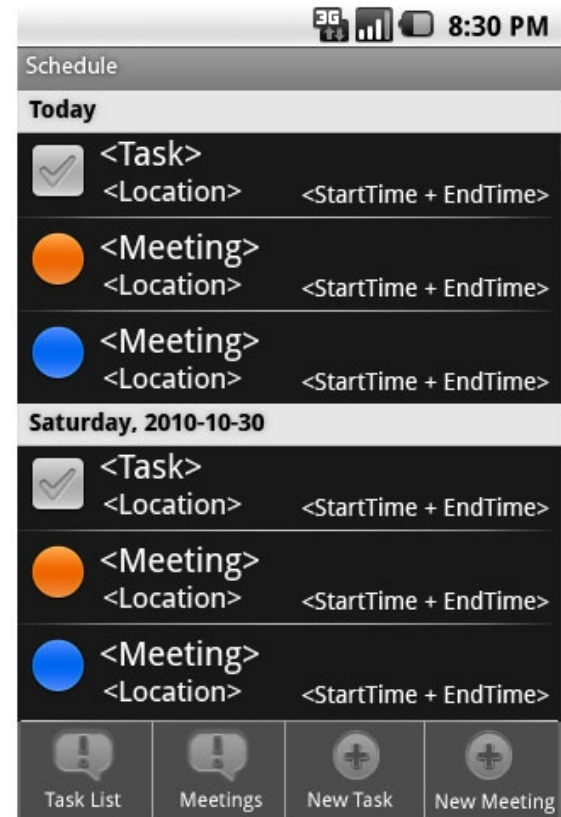 3G 8:30 PM
Schedule
Today
<Task>
<Location> <StartTime + EndTime>
<Meeting>
<Location> <StartTime + EndTime>
<Meeting>
<Location> <StartTime + EndTime>
Saturday, 2010-10-30
<Task>
<Location> <StartTime + EndTime>
<Meeting>
<Location> <StartTime + EndTime>
<Meeting>
<Location> <StartTime + EndTime>
Task List Meetings New Task New Meeting